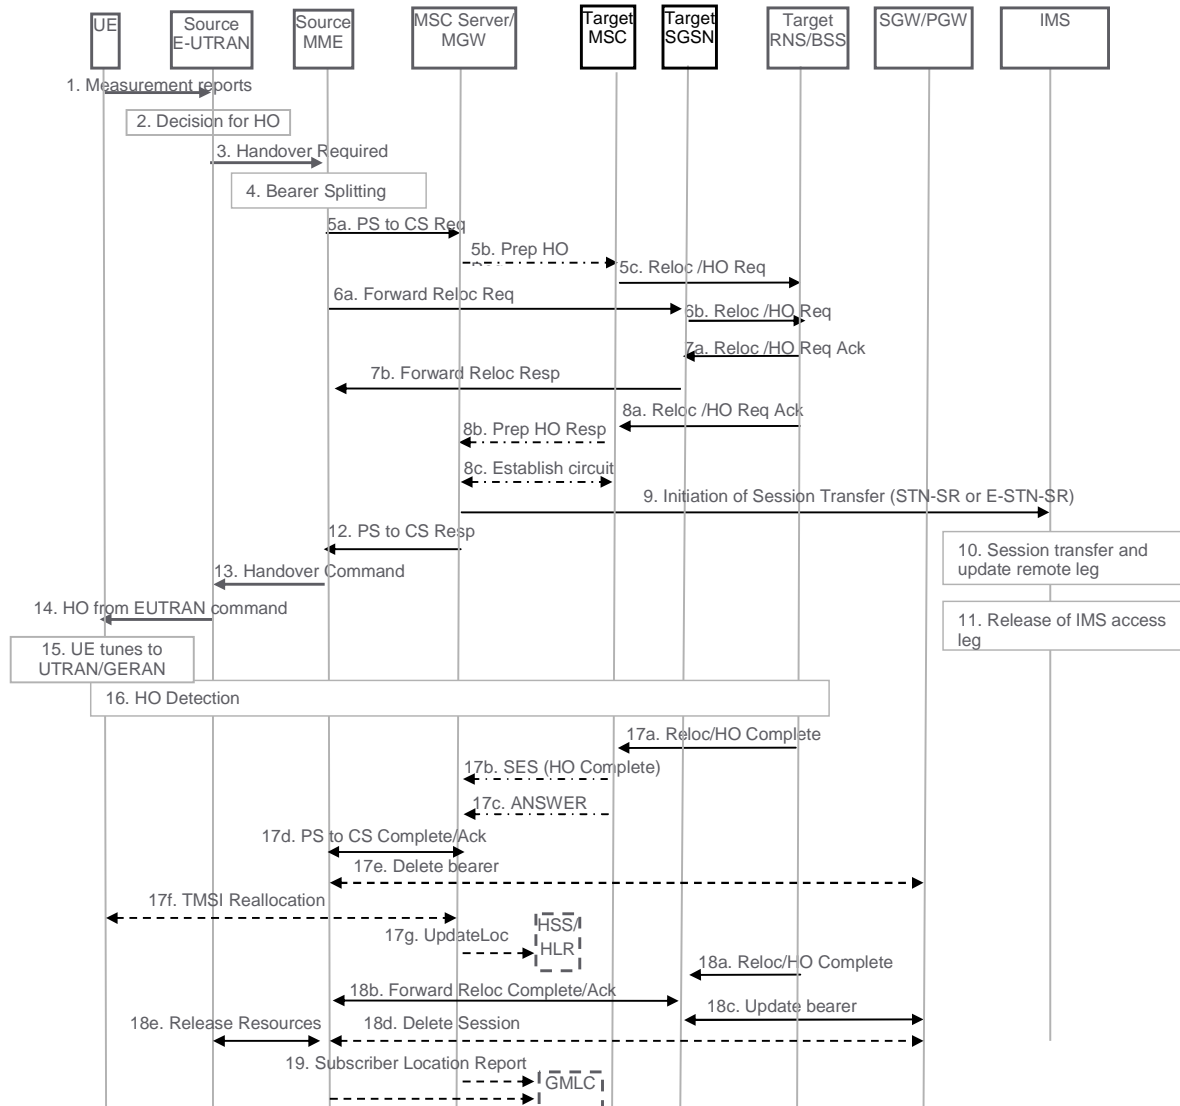 UE
Source
E-UTRAN
Source
MME
MSC Server/
MGW
Target
MSC
Target
SGSN
Target
RNS/BSS
SGW/PGW
IMS
1. Measurement reports
2. Decision for HO
3. Handover Required
4. Bearer Splitting
5a. PS to CS Req
5b. Prep HO
5c. Reloc /HO Req
6a. Forward Reloc Req
6b. Reloc /HO Req
7a. Reloc /HO Req Ack
7b. Forward Reloc Resp
8a. Reloc /HO Req Ack
8b. Prep HO Resp
8c. Establish circuit
9. Initiation of Session Transfer (STN-SR or E-STN-SR)
12. PS to CS Resp
10. Session transfer and
update remote leg
13. Handover Command
14. HO from EUTRAN command
11. Release of IMS access
leg
15. UE tunes to
UTRAN/GERAN
16. HO Detection
17a. Reloc/HO Complete
17b. SES (HO Complete)
17c. ANSWER
17d. PS to CS Complete/Ack
17e. Delete bearer
17f. TMSI Reallocation
HSS/
HLR
17g. UpdateLoc
18a. Reloc/HO Complete
18b. Forward Reloc Complete/Ack
18c. Update bearer
18e. Release Resources
18d. Delete Session
19. Subscriber Location Report
GMLC